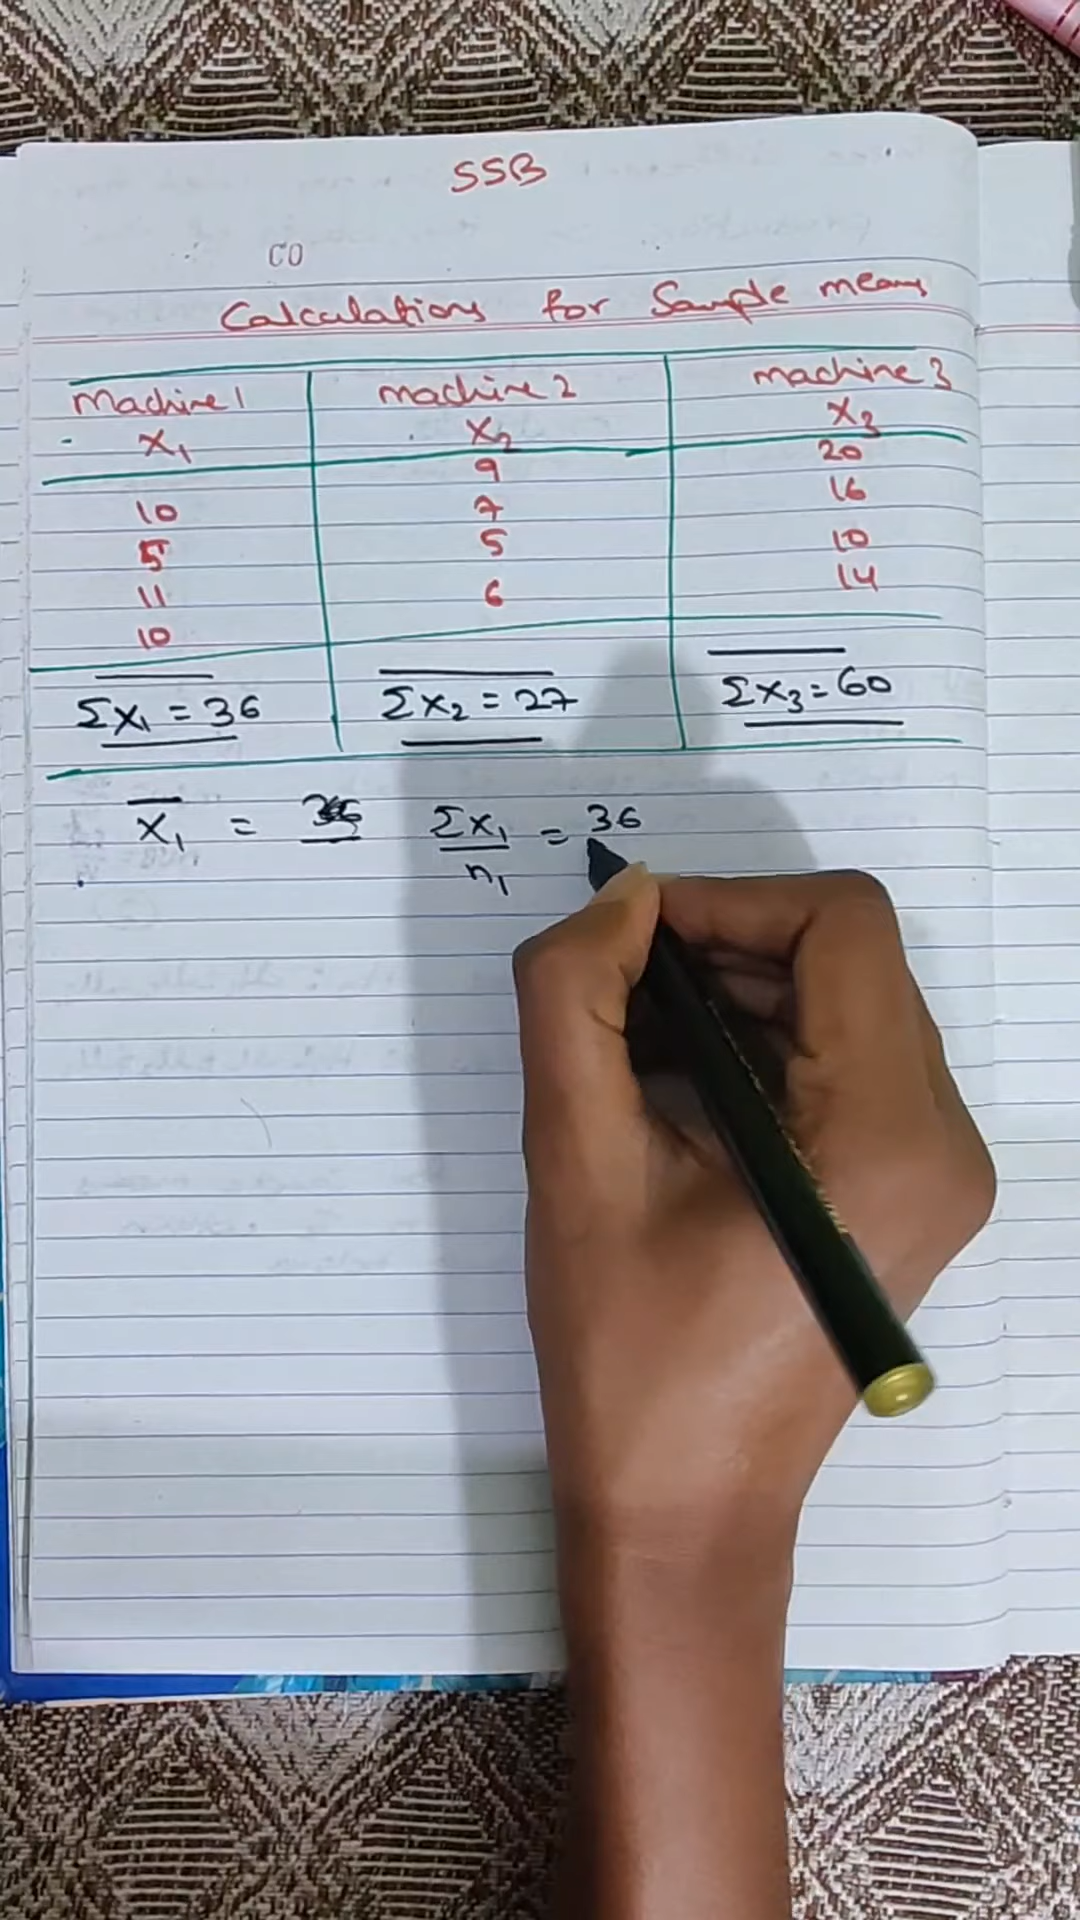 SSB
CO
Calculations for Sample means
Machine 1 machine 2 machine 3
X₁ X₂ X₃
10 9 20
5 7 16
11 5 10
10 6 14
ΣX₁ = 36 ΣX₂ = 27 ΣX₃ = 60
X̄₁ = ΣX₁/n₁ = 36